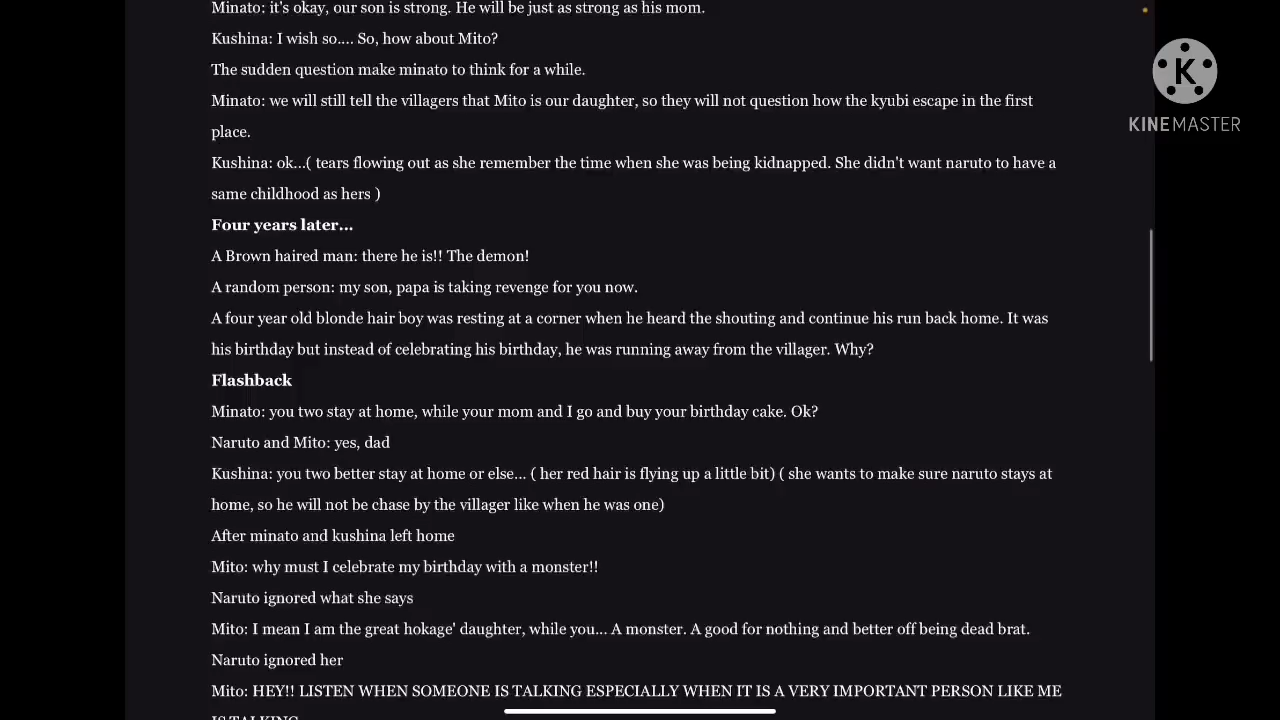 Minato: it's okay, our son is strong. He will be just as strong as his mom.
Kushina: I wish so.... So, how about Mito?
The sudden question make minato to think for a while.
Minato: we will still tell the villagers that Mito is our daughter, so they will not question how the kyubi escape in the first
place.
Kushina: ok...( tears flowing out as she remember the time when she was being kidnapped. She didn't want naruto to have a
same childhood as hers )
Four years later...
A Brown haired man: there he is!! The demon!
A random person: my son, papa is taking revenge for you now.
A four year old blonde hair boy was resting at a corner when he heard the shouting and continue his run back home. It was
his birthday but instead of celebrating his birthday, he was running away from the villager. Why?
Flashback
Minato: you two stay at home, while your mom and I go and buy your birthday cake. Ok?
Naruto and Mito: yes, dad
Kushina: you two better stay at home or else... ( her red hair is flying up a little bit) ( she wants to make sure naruto stays at
home, so he will not be chase by the villager like when he was one)
After minato and kushina left home
Mito: why must I celebrate my birthday with a monster!!
Naruto ignored what she says
Mito: I mean I am the great hokage' daughter, while you... A monster. A good for nothing and better off being dead brat.
Naruto ignored her
Mito: HEY!! LISTEN WHEN SOMEONE IS TALKING ESPECIALLY WHEN IT IS A VERY IMPORTANT PERSON LIKE ME
IS TALKING
K
KINEMASTER